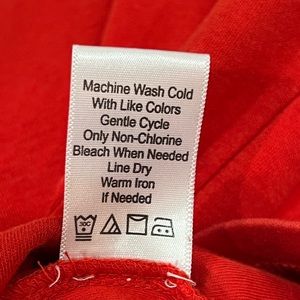 Machine Wash Cold
With Like Colors
Gentle Cycle
Only Non-Chlorine
Bleach When Needed
Line Dry
Warm Iron
If Needed